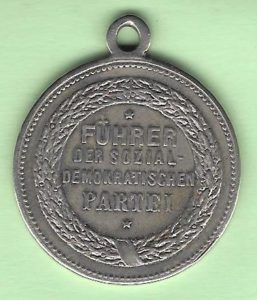 FÜHRER
DER SOZIAL-
DEMOKRATISCHEN
PARTEI